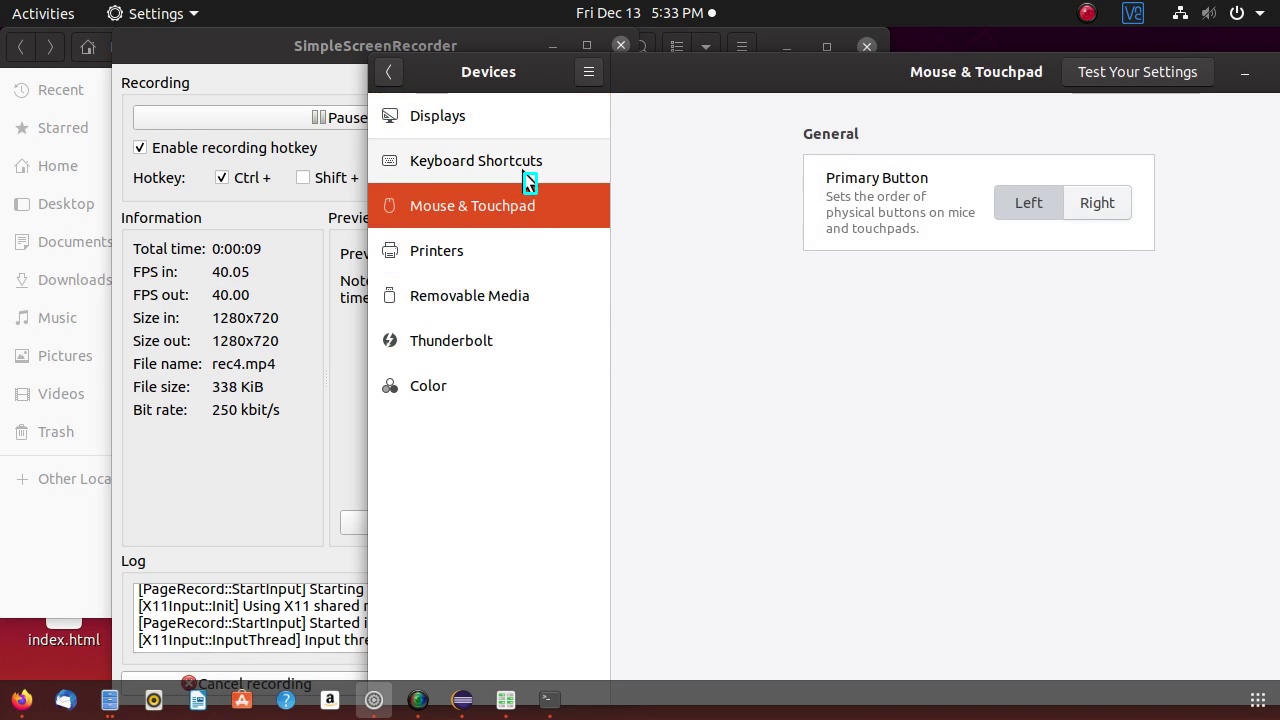 Activities
Settings
Fri Dec 13 5:33 PM
SimpleScreenRecorder
Devices
Mouse & Touchpad
Test Your Settings
Recent
Starred
Home
Desktop
Documents
Downloads
Music
Pictures
Videos
Trash
Other Loca
Recording
Pause
Enable recording hotkey
Hotkey: Ctrl + Shift +
Information
Total time: 0:00:09
FPS in: 40.05
FPS out: 40.00
Size in: 1280x720
Size out: 1280x720
File name: rec4.mp4
File size: 338 KiB
Bit rate: 250 kbit/s
Log
[PageRecord::StartInput] Starting
[X11Input::Init] Using X11 shared
[PageRecord::StartInput] Started
[X11Input::InputThread] Input
Cancel recording
Displays
Keyboard Shortcuts
Mouse & Touchpad
Printers
Removable Media
Thunderbolt
Color
General
Primary Button
Sets the order of
physical buttons on mice
and touchpads.
Left
Right
index.html